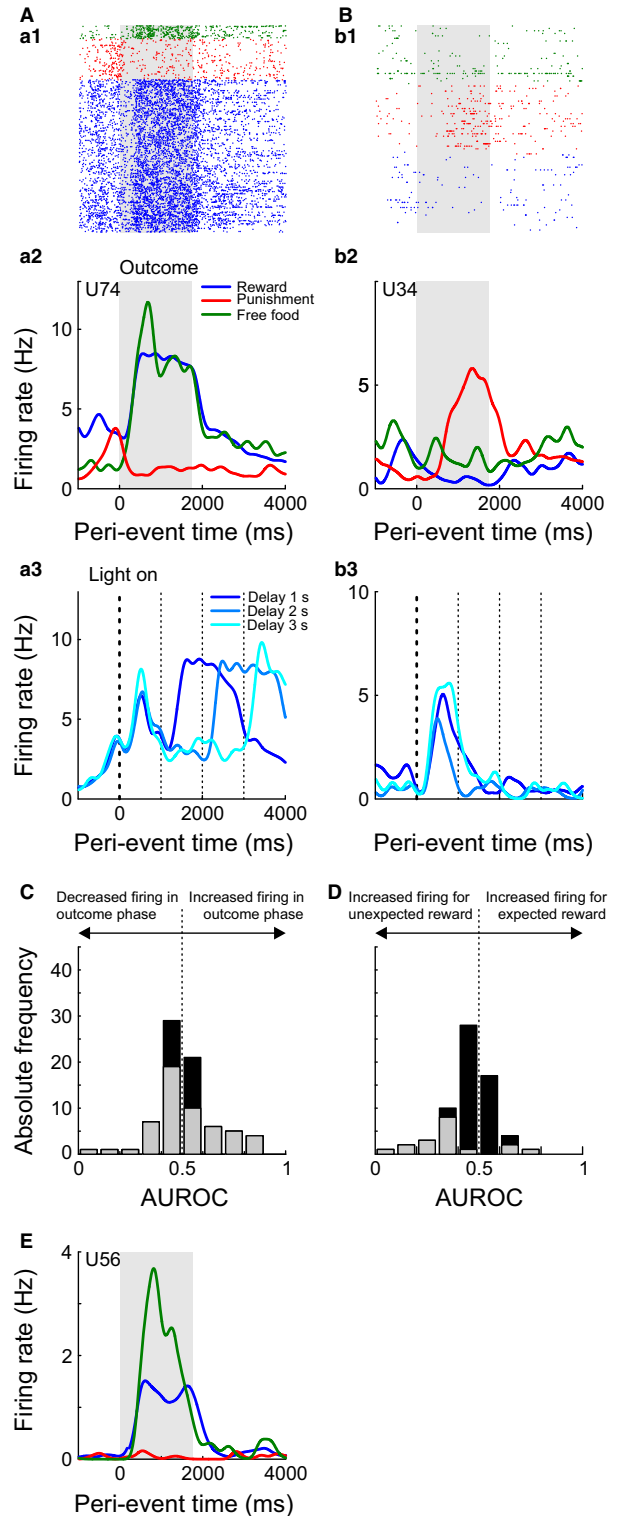 A
a1
B
b1
a2
Outcome
U74
Reward
Punishment
Free food
10
5
0
Firing rate (Hz)
0 2000 4000
Peri-event time (ms)
b2
U34
5
0
0 2000 4000
Peri-event time (ms)
a3
Light on
Delay 1 s
Delay 2 s
Delay 3 s
10
5
0
Firing rate (Hz)
0 2000 4000
Peri-event time (ms)
b3
10
5
0
Peri-event time (ms)
C
Decreased firing in
outcome phase
Increased firing in
outcome phase
40
30
20
10
Absolute frequency
0 0.5 1
AUROC
D
Increased firing for
unexpected reward
Increased firing for
expected reward
0 0.5 1
AUROC
E
U56
4
2
0
Firing rate (Hz)
0 2000 4000
Peri-event time (ms)